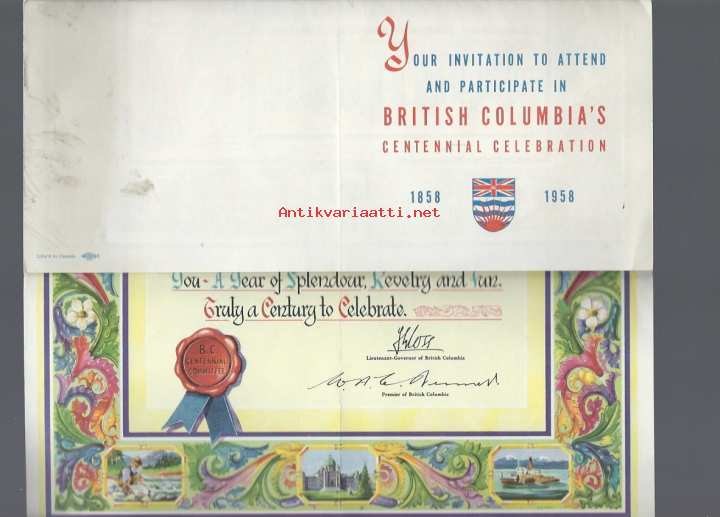 YOUR INVITATION TO ATTEND
AND PARTICIPATE IN
BRITISH COLUMBIA'S
CENTENNIAL CELEBRATION
1858 1958
Antikvariaatti.net
You - A Year of Splendour, Revelry and Fun.
Truly a Century to Celebrate.
B.C.
CENTENNIAL
COMMITTEE
Lieutenant-Governor of British Columbia
Premier of British Columbia